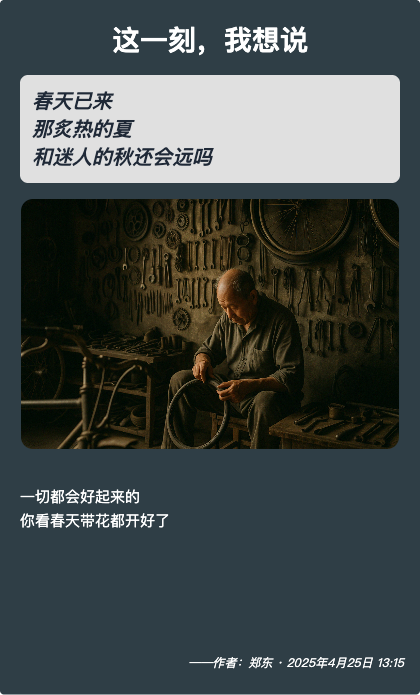 这一刻，我想说
春天已来
那炙热的夏
和迷人的秋还会远吗
一切都会好起来的
你看春天带花都开好了
——作者：郑东 · 2025年4月25日 13:15